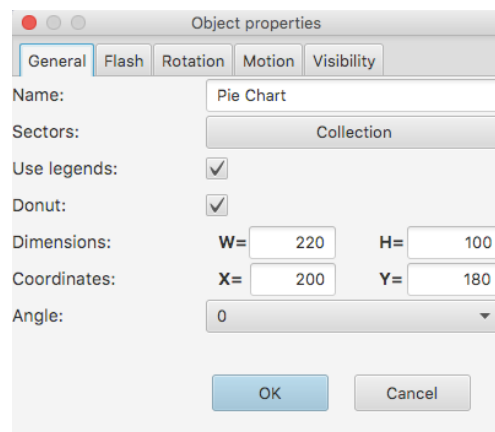 Object properties
General Flash Rotation Motion Visibility
Name: Pie Chart
Sectors: Collection
Use legends:
Donut:
Dimensions: W= 220 H= 100
Coordinates: X= 200 Y= 180
Angle: 0
OK Cancel